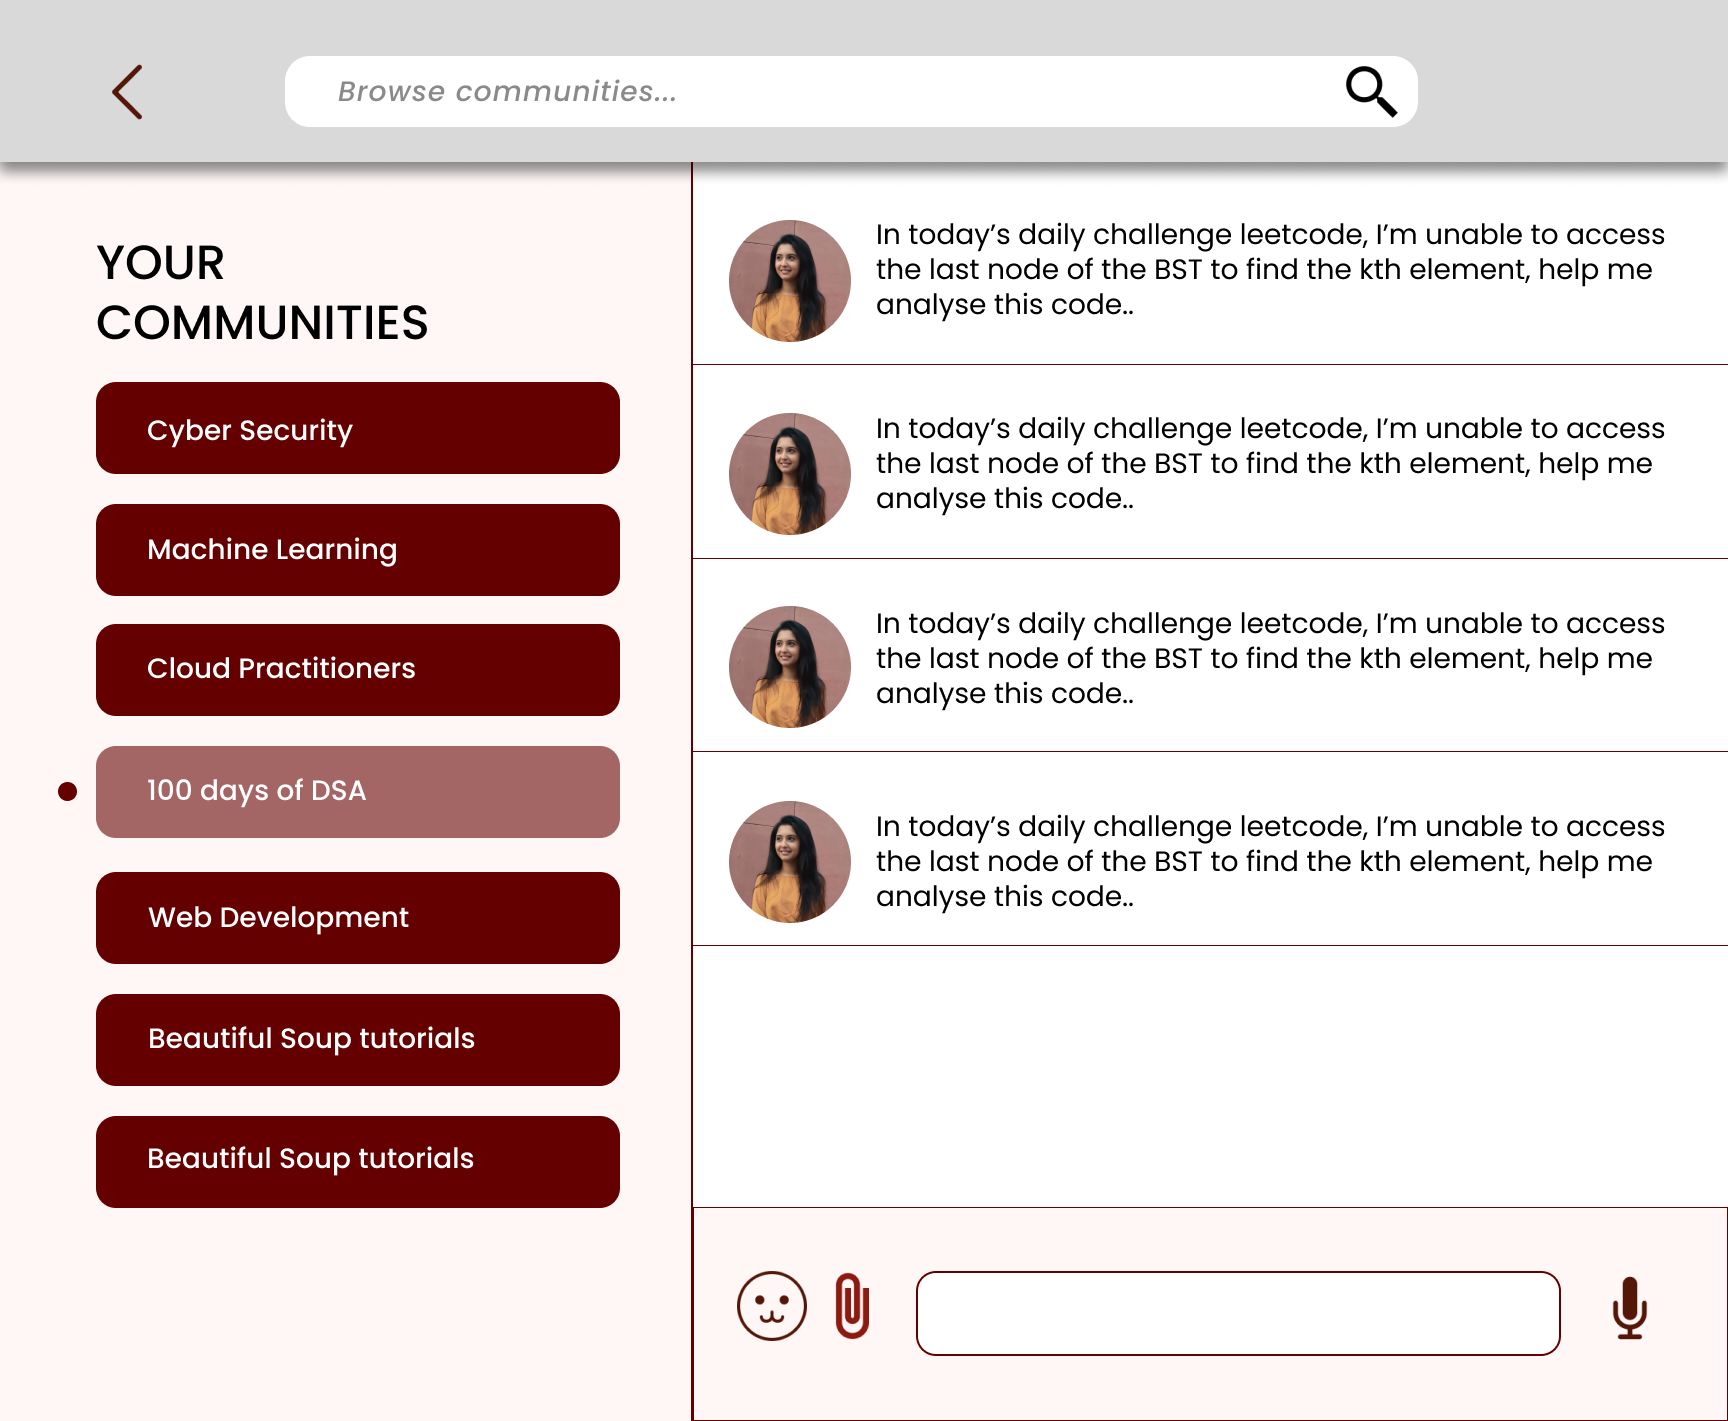 Browse communities...
YOUR
COMMUNITIES
Cyber Security
Machine Learning
Cloud Practitioners
100 days of DSA
Web Development
Beautiful Soup tutorials
Beautiful Soup tutorials
In today’s daily challenge leetcode, I’m unable to access
the last node of the BST to find the kth element, help me
analyse this code..
In today’s daily challenge leetcode, I’m unable to access
the last node of the BST to find the kth element, help me
analyse this code..
In today’s daily challenge leetcode, I’m unable to access
the last node of the BST to find the kth element, help me
analyse this code..
In today’s daily challenge leetcode, I’m unable to access
the last node of the BST to find the kth element, help me
analyse this code..